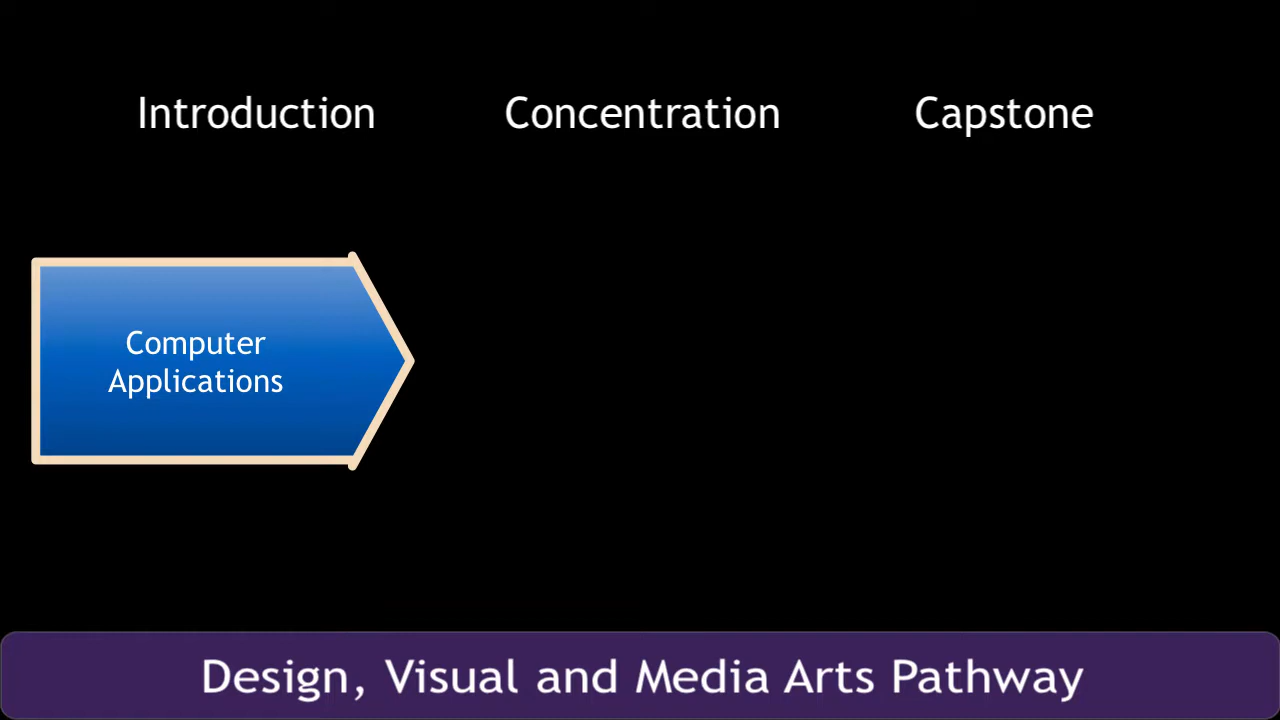 Introduction Concentration Capstone
Computer
Applications
Design, Visual and Media Arts Pathway